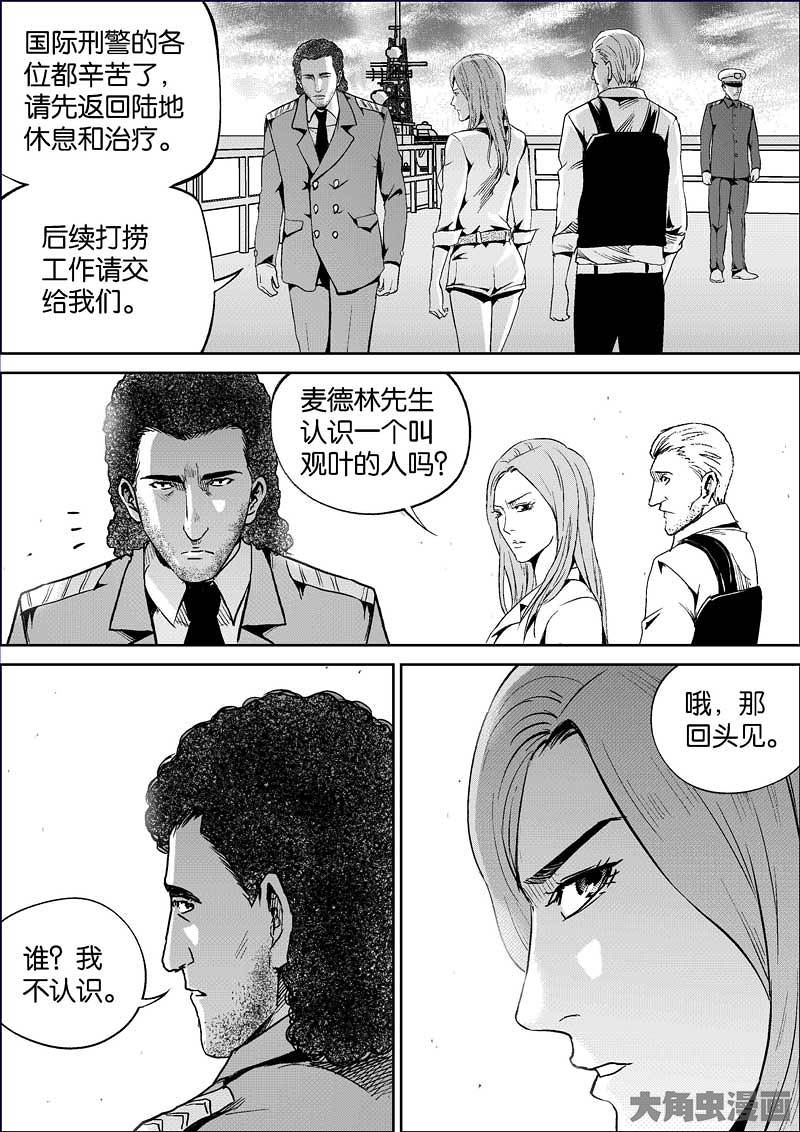 国际刑警的各
位都辛苦了，
请先返回陆地
休息和治疗。
后续打捞
工作请交
给我们。
麦德林先生
认识一个叫
观叶的人吗？
谁？我
不认识。
哦，那
回头见。
大角虫漫画